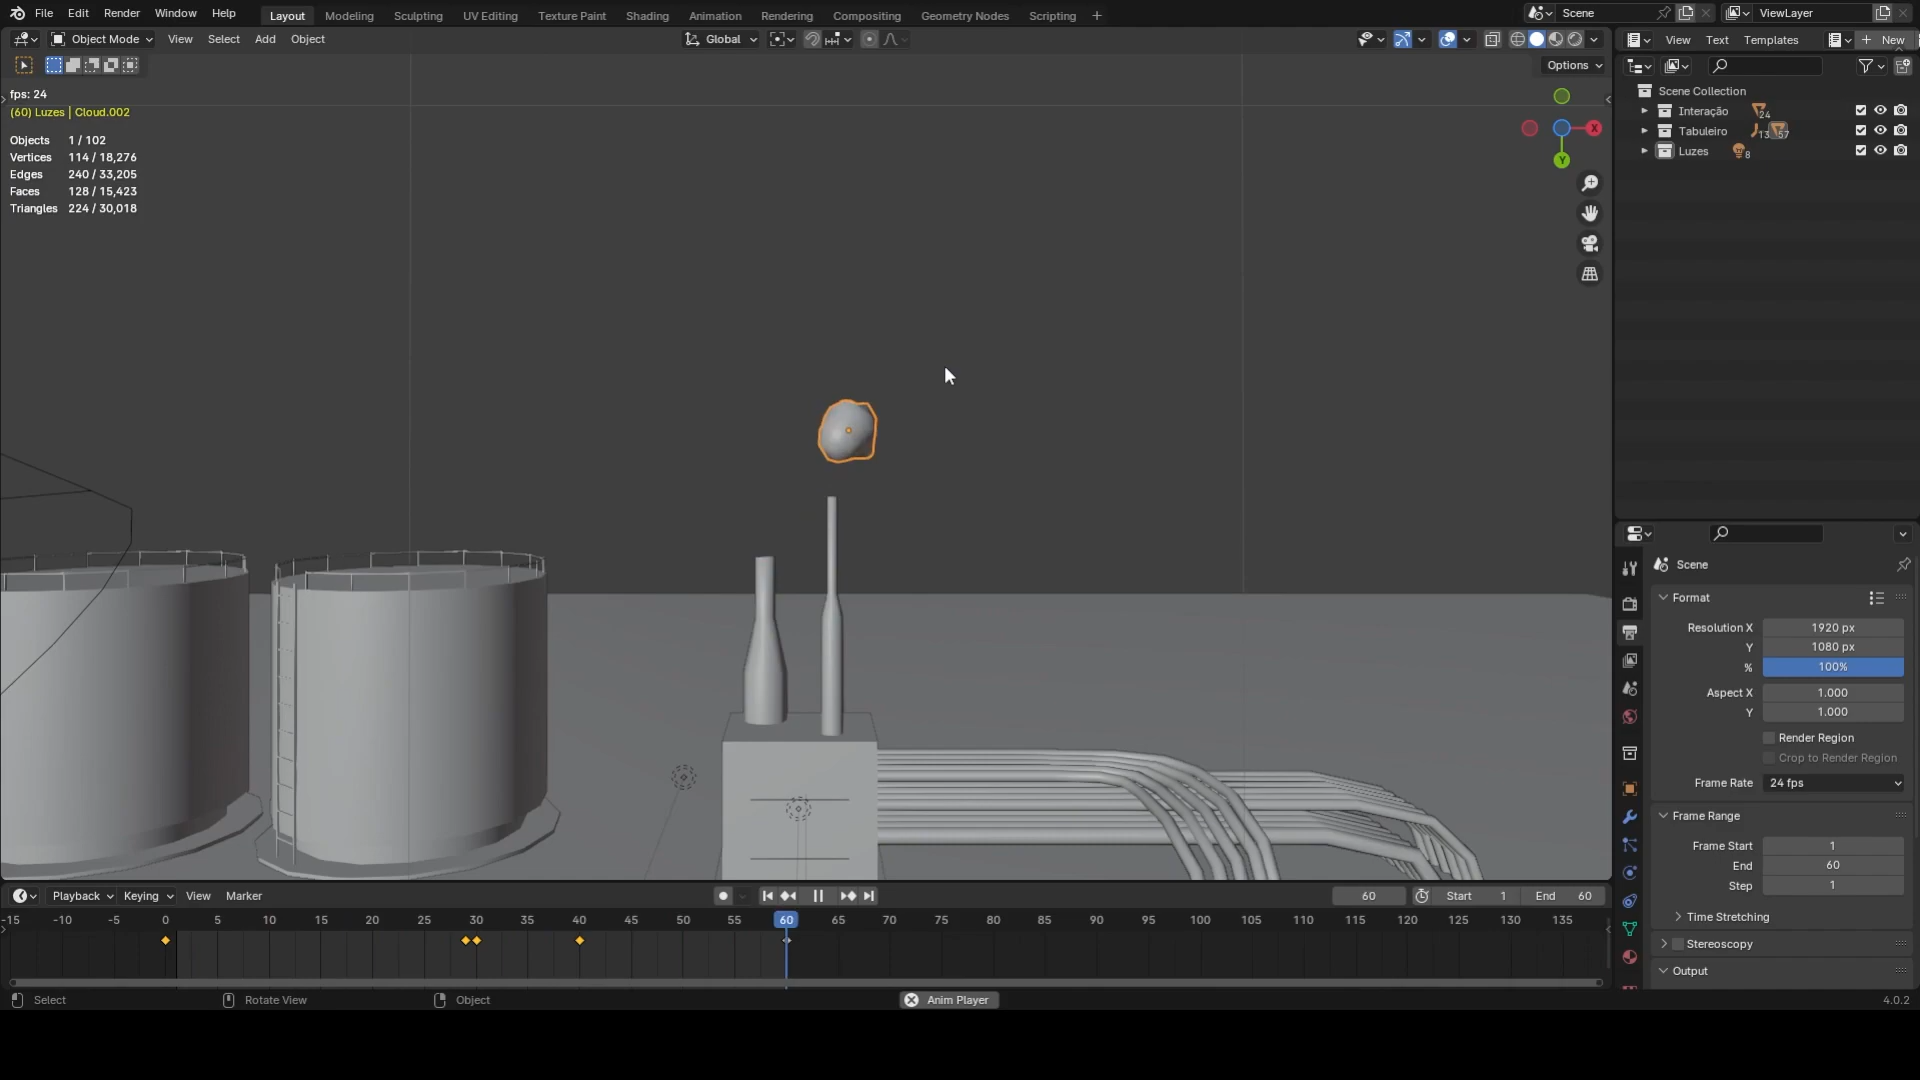 File Edit Render Window Help Layout Modeling Sculpting UV Editing Texture Paint Shading Animation Rendering Compositing Geometry Nodes Scripting + Scene ViewLayer
Object Mode View Select Add Object Global View Text Templates + New
Options
fps: 24
(60) Luzes | Cloud.002
Objects 1 / 102
Vertices 114 / 18,276
Edges 240 / 33,205
Faces 128 / 15,423
Triangles 224 / 30,018
X
Y
Scene Collection
Interação 24
Tabuleiro 13 57
Luzes 8
Scene
Format
Resolution X 1920 px
Y 1080 px
% 100%
Aspect X 1.000
Y 1.000
Render Region
Crop to Render Region
Frame Rate 24 fps
Frame Range
Frame Start 1
End 60
Step 1
Time Stretching
Stereoscopy
Output
Playback Keying View Marker 60 Start 1 End 60
-15 -10 -5 0 5 10 15 20 25 30 35 40 45 50 55 60 65 70 75 80 85 90 95 100 105 110 115 120 125 130 135
Select Rotate View Object Anim Player 4.0.2